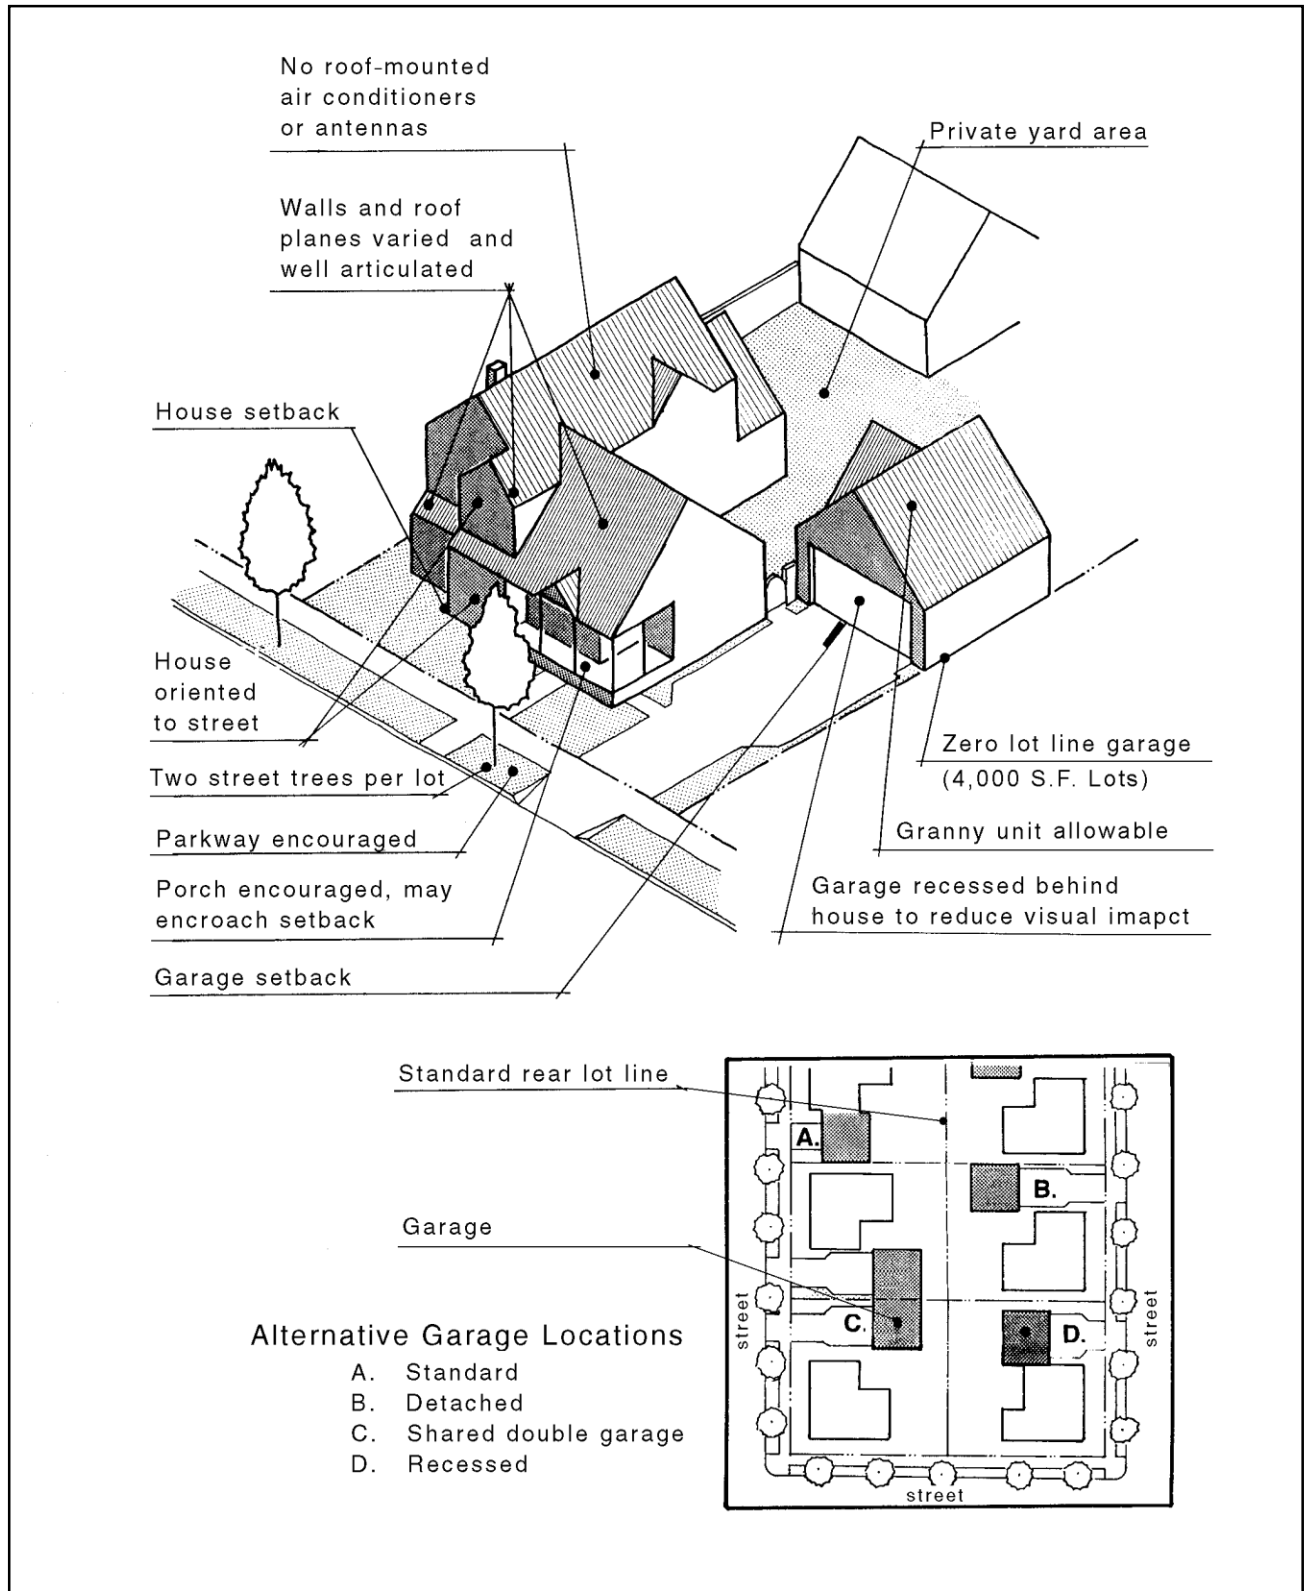 No roof-mounted
air conditioners
or antennas
Private yard area
Walls and roof
planes varied and
well articulated
House setback
House
oriented
to street
Two street trees per lot
Parkway encouraged
Porch encouraged, may
encroach setback
Garage setback
Zero lot line garage
(4,000 S.F. Lots)
Granny unit allowable
Garage recessed behind
house to reduce visual imapct
Standard rear lot line
Garage
A.
B.
C.
D.
street
street
street
Alternative Garage Locations
A. Standard
B. Detached
C. Shared double garage
D. Recessed